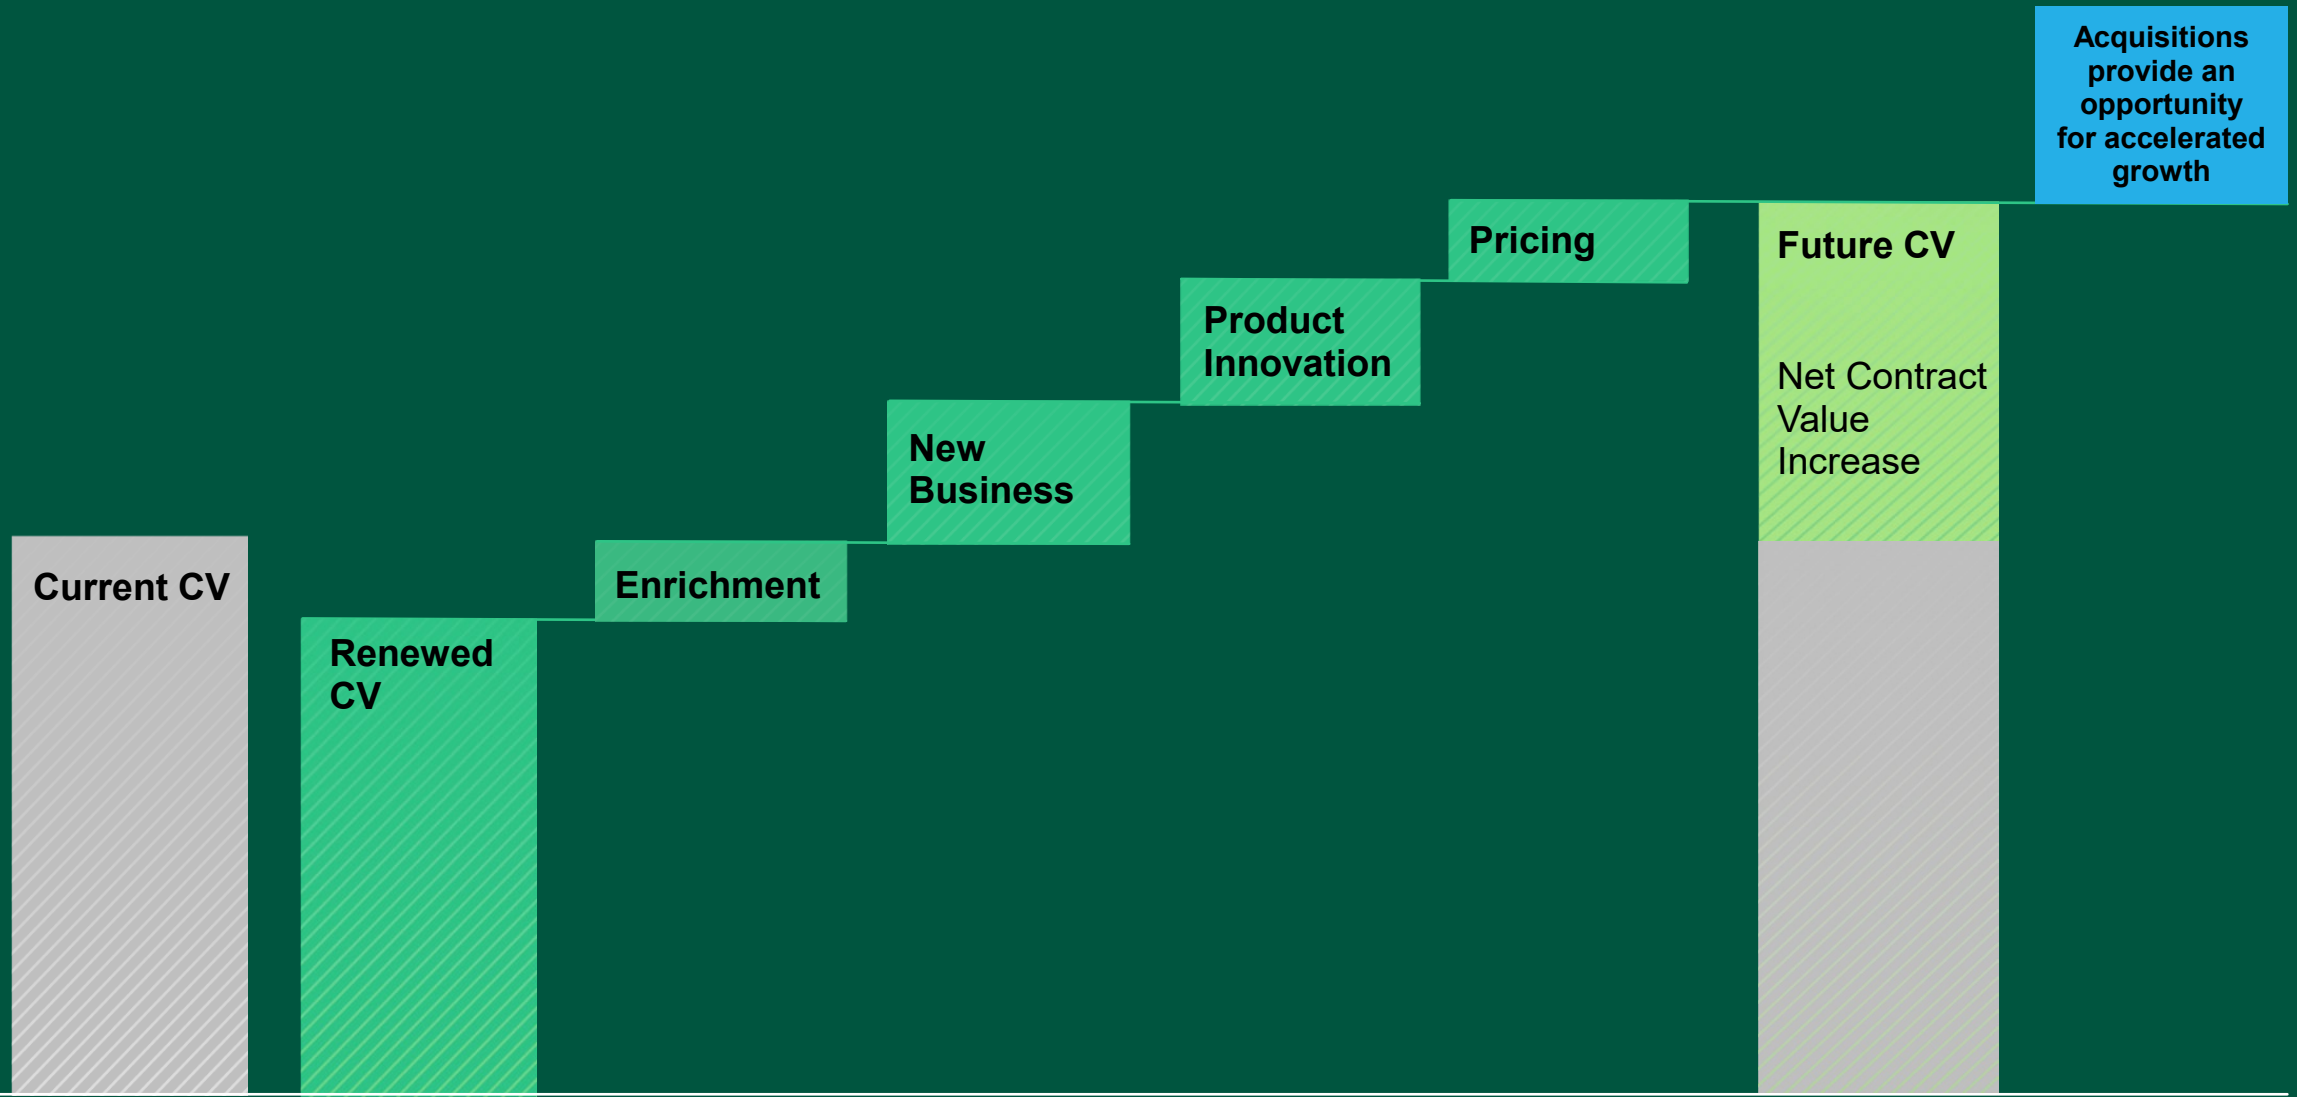 Current CV
Renewed
CV
Enrichment
New
Business
Product
Innovation
Pricing
Future CV
Net Contract
Value
Increase
Acquisitions
provide an
opportunity
for accelerated
growth